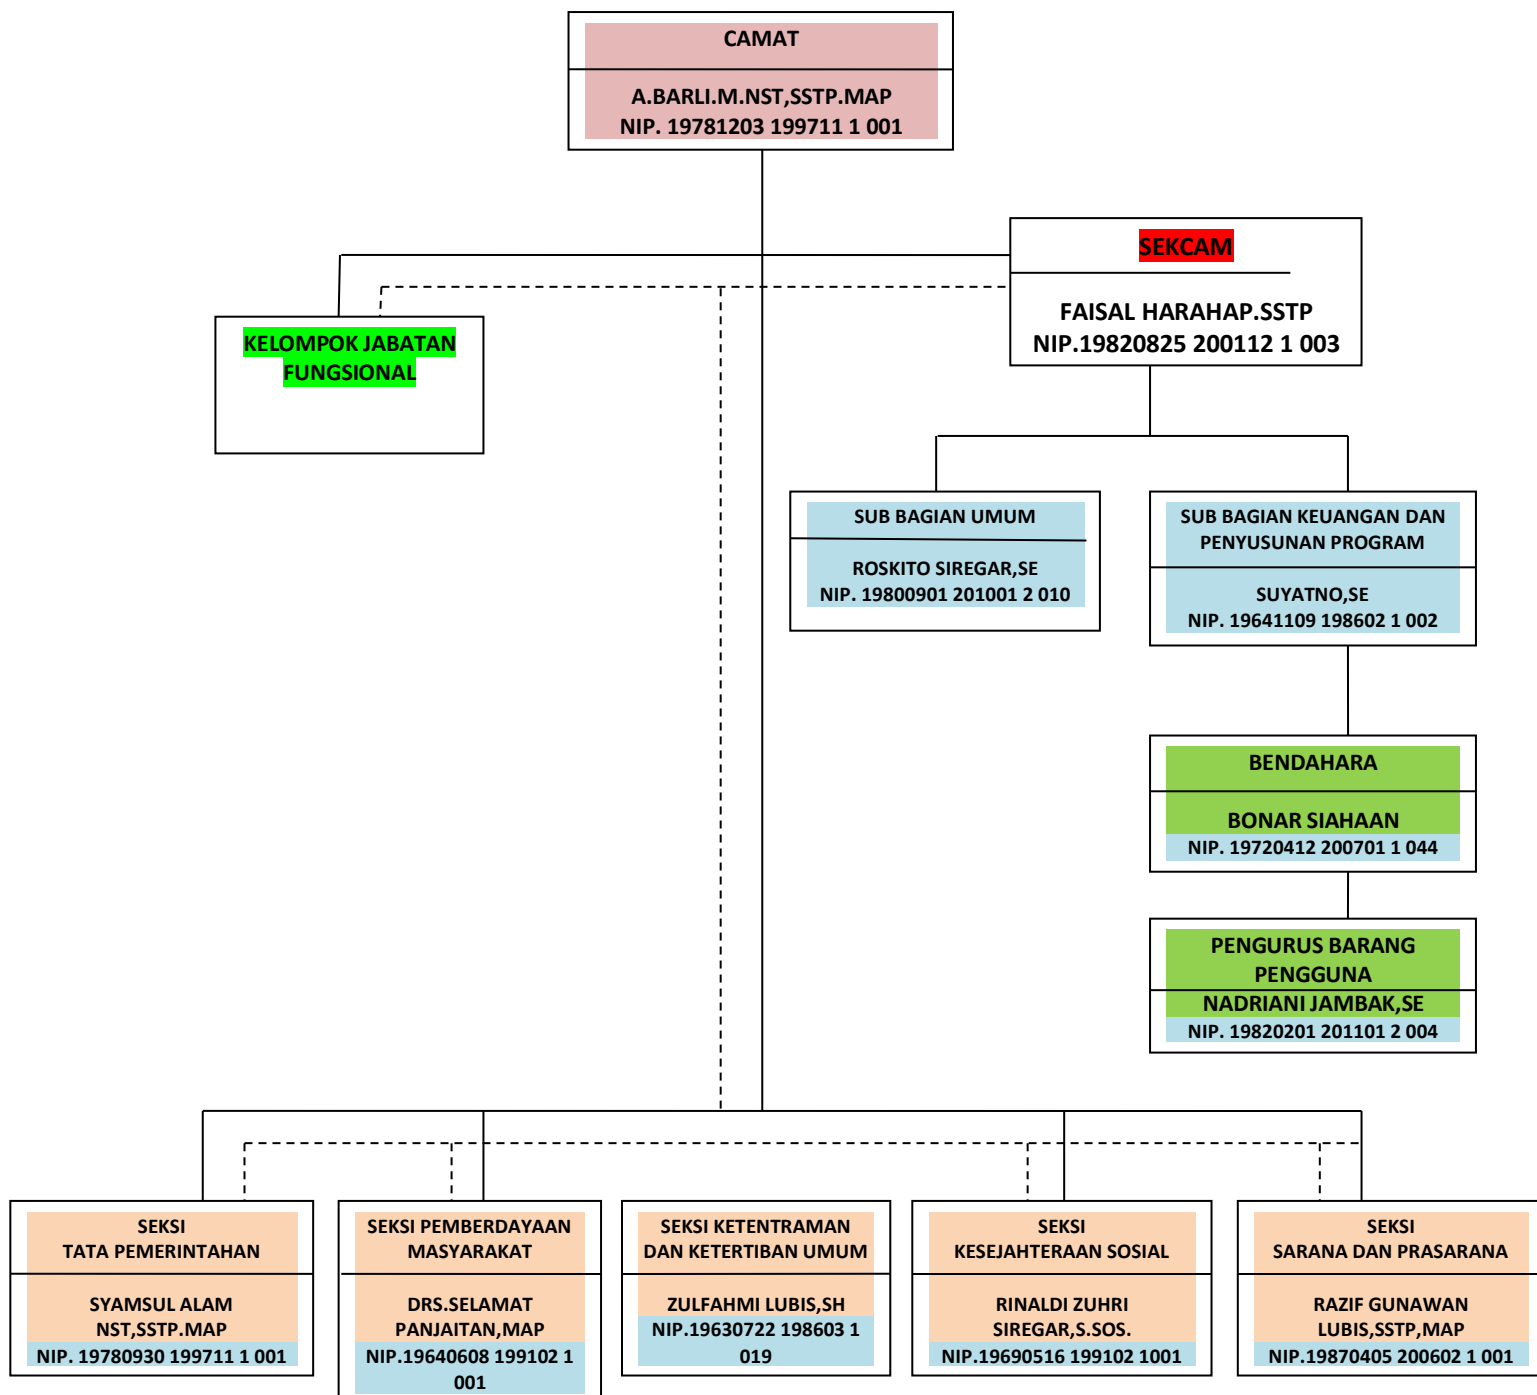 CAMAT
A.BARLI.M.NST,SSTP.MAP
NIP. 19781203 199711 1 001
SEKCAM
FAISAL HARAHAP.SSTP
NIP.19820825 200112 1 003
KELOMPOK JABATAN
FUNGSIONAL
SUB BAGIAN UMUM
ROSKITO SIREGAR,SE
NIP. 19800901 201001 2 010
SUB BAGIAN KEUANGAN DAN
PENYUSUNAN PROGRAM
SUYATNO,SE
NIP. 19641109 198602 1 002
BENDAHARA
BONAR SIAHAAN
NIP. 19720412 200701 1 044
PENGURUS BARANG
PENGGUNA
NADRIANI JAMBAK,SE
NIP. 19820201 201101 2 004
SEKSI
TATA PEMERINTAHAN
SYAMSUL ALAM
NST,SSTP.MAP
NIP. 19780930 199711 1 001
SEKSI PEMBERDAYAAN
MASYARAKAT
DRS.SELAMAT
PANJAITAN,MAP
NIP.19640608 199102 1
001
SEKSI KETENTRAMAN
DAN KETERTIBAN UMUM
ZULFAHMI LUBIS,SH
NIP.19630722 198603 1
019
SEKSI
KESEJAHTERAAN SOSIAL
RINALDI ZUHRI
SIREGAR,S.SOS.
NIP.19690516 199102 1001
SEKSI
SARANA DAN PRASARANA
RAZIF GUNAWAN
LUBIS,SSTP,MAP
NIP.19870405 200602 1 001